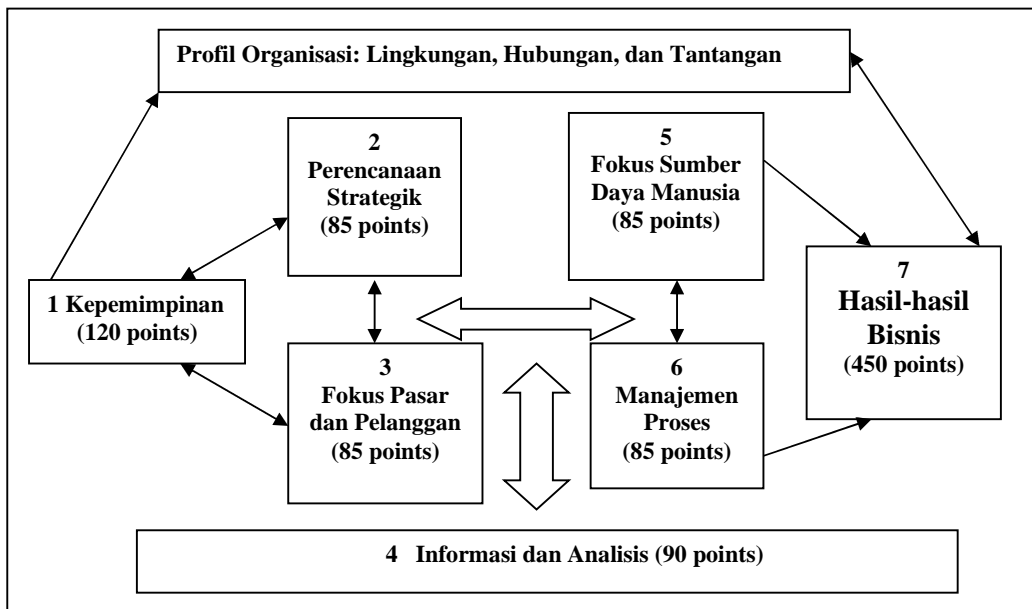 Profil Organisasi: Lingkungan, Hubungan, dan Tantangan
2
Perencanaan
Strategik
(85 points)
5
Fokus Sumber
Daya Manusia
(85 points)
1 Kepemimpinan
(120 points)
7
Hasil-hasil
Bisnis
(450 points)
3
Fokus Pasar
dan Pelanggan
(85 points)
6
Manajemen
Proses
(85 points)
4 Informasi dan Analisis (90 points)